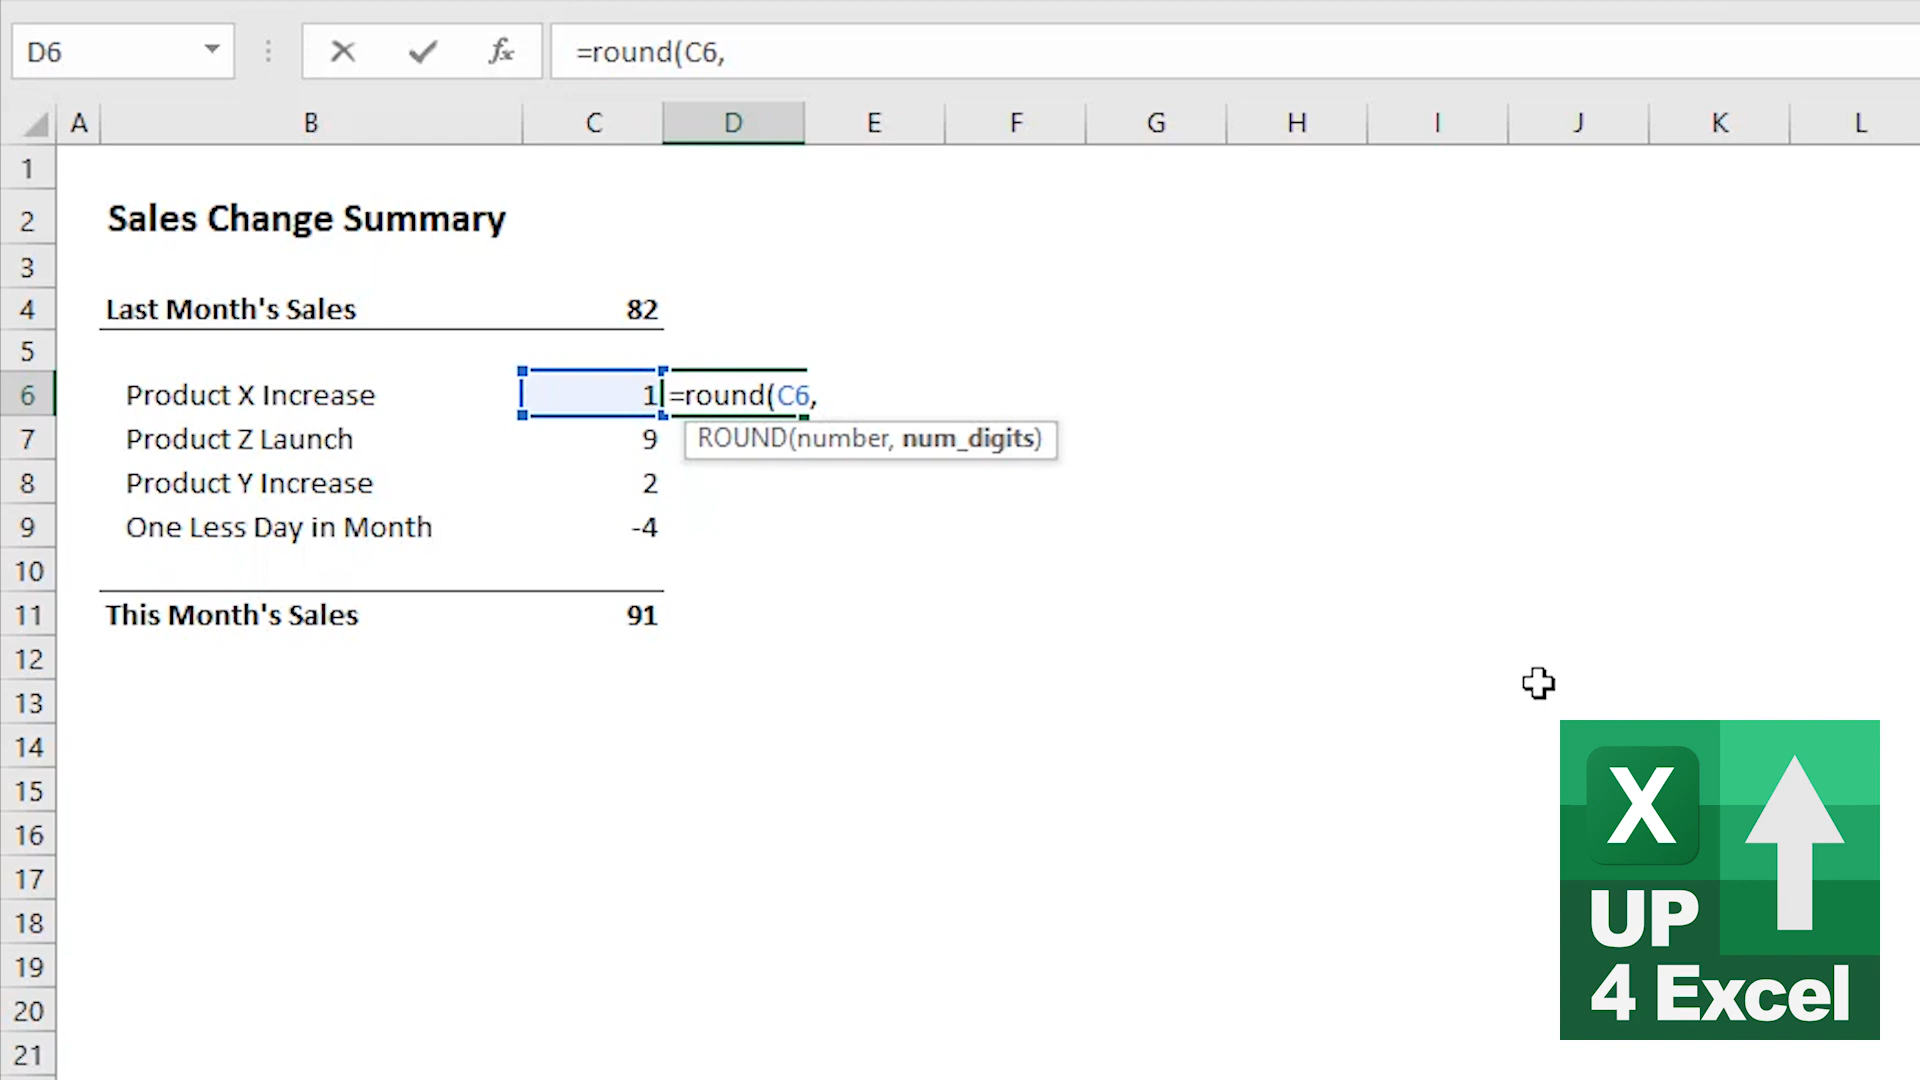 D6 fx =round(C6,
A B C D E F G H I J K L
1
2 Sales Change Summary
3
4 Last Month's Sales 82
5
6 Product X Increase 1 =round(C6,
7 Product Z Launch 9 ROUND(number, num_digits)
8 Product Y Increase 2
9 One Less Day in Month -4
10
11 This Month's Sales 91
12
13
14
15
16
17
18
19
20
21
X
UP
4 Excel